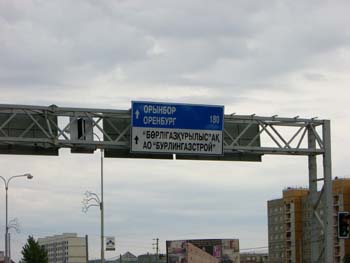 ОРЫНБОР
ОРЕНБУРГ 180
"БӨРЛІГАЗҚҰРЫЛЫС"АҚ
АО "БУРЛИНГАЗСТРОЙ"